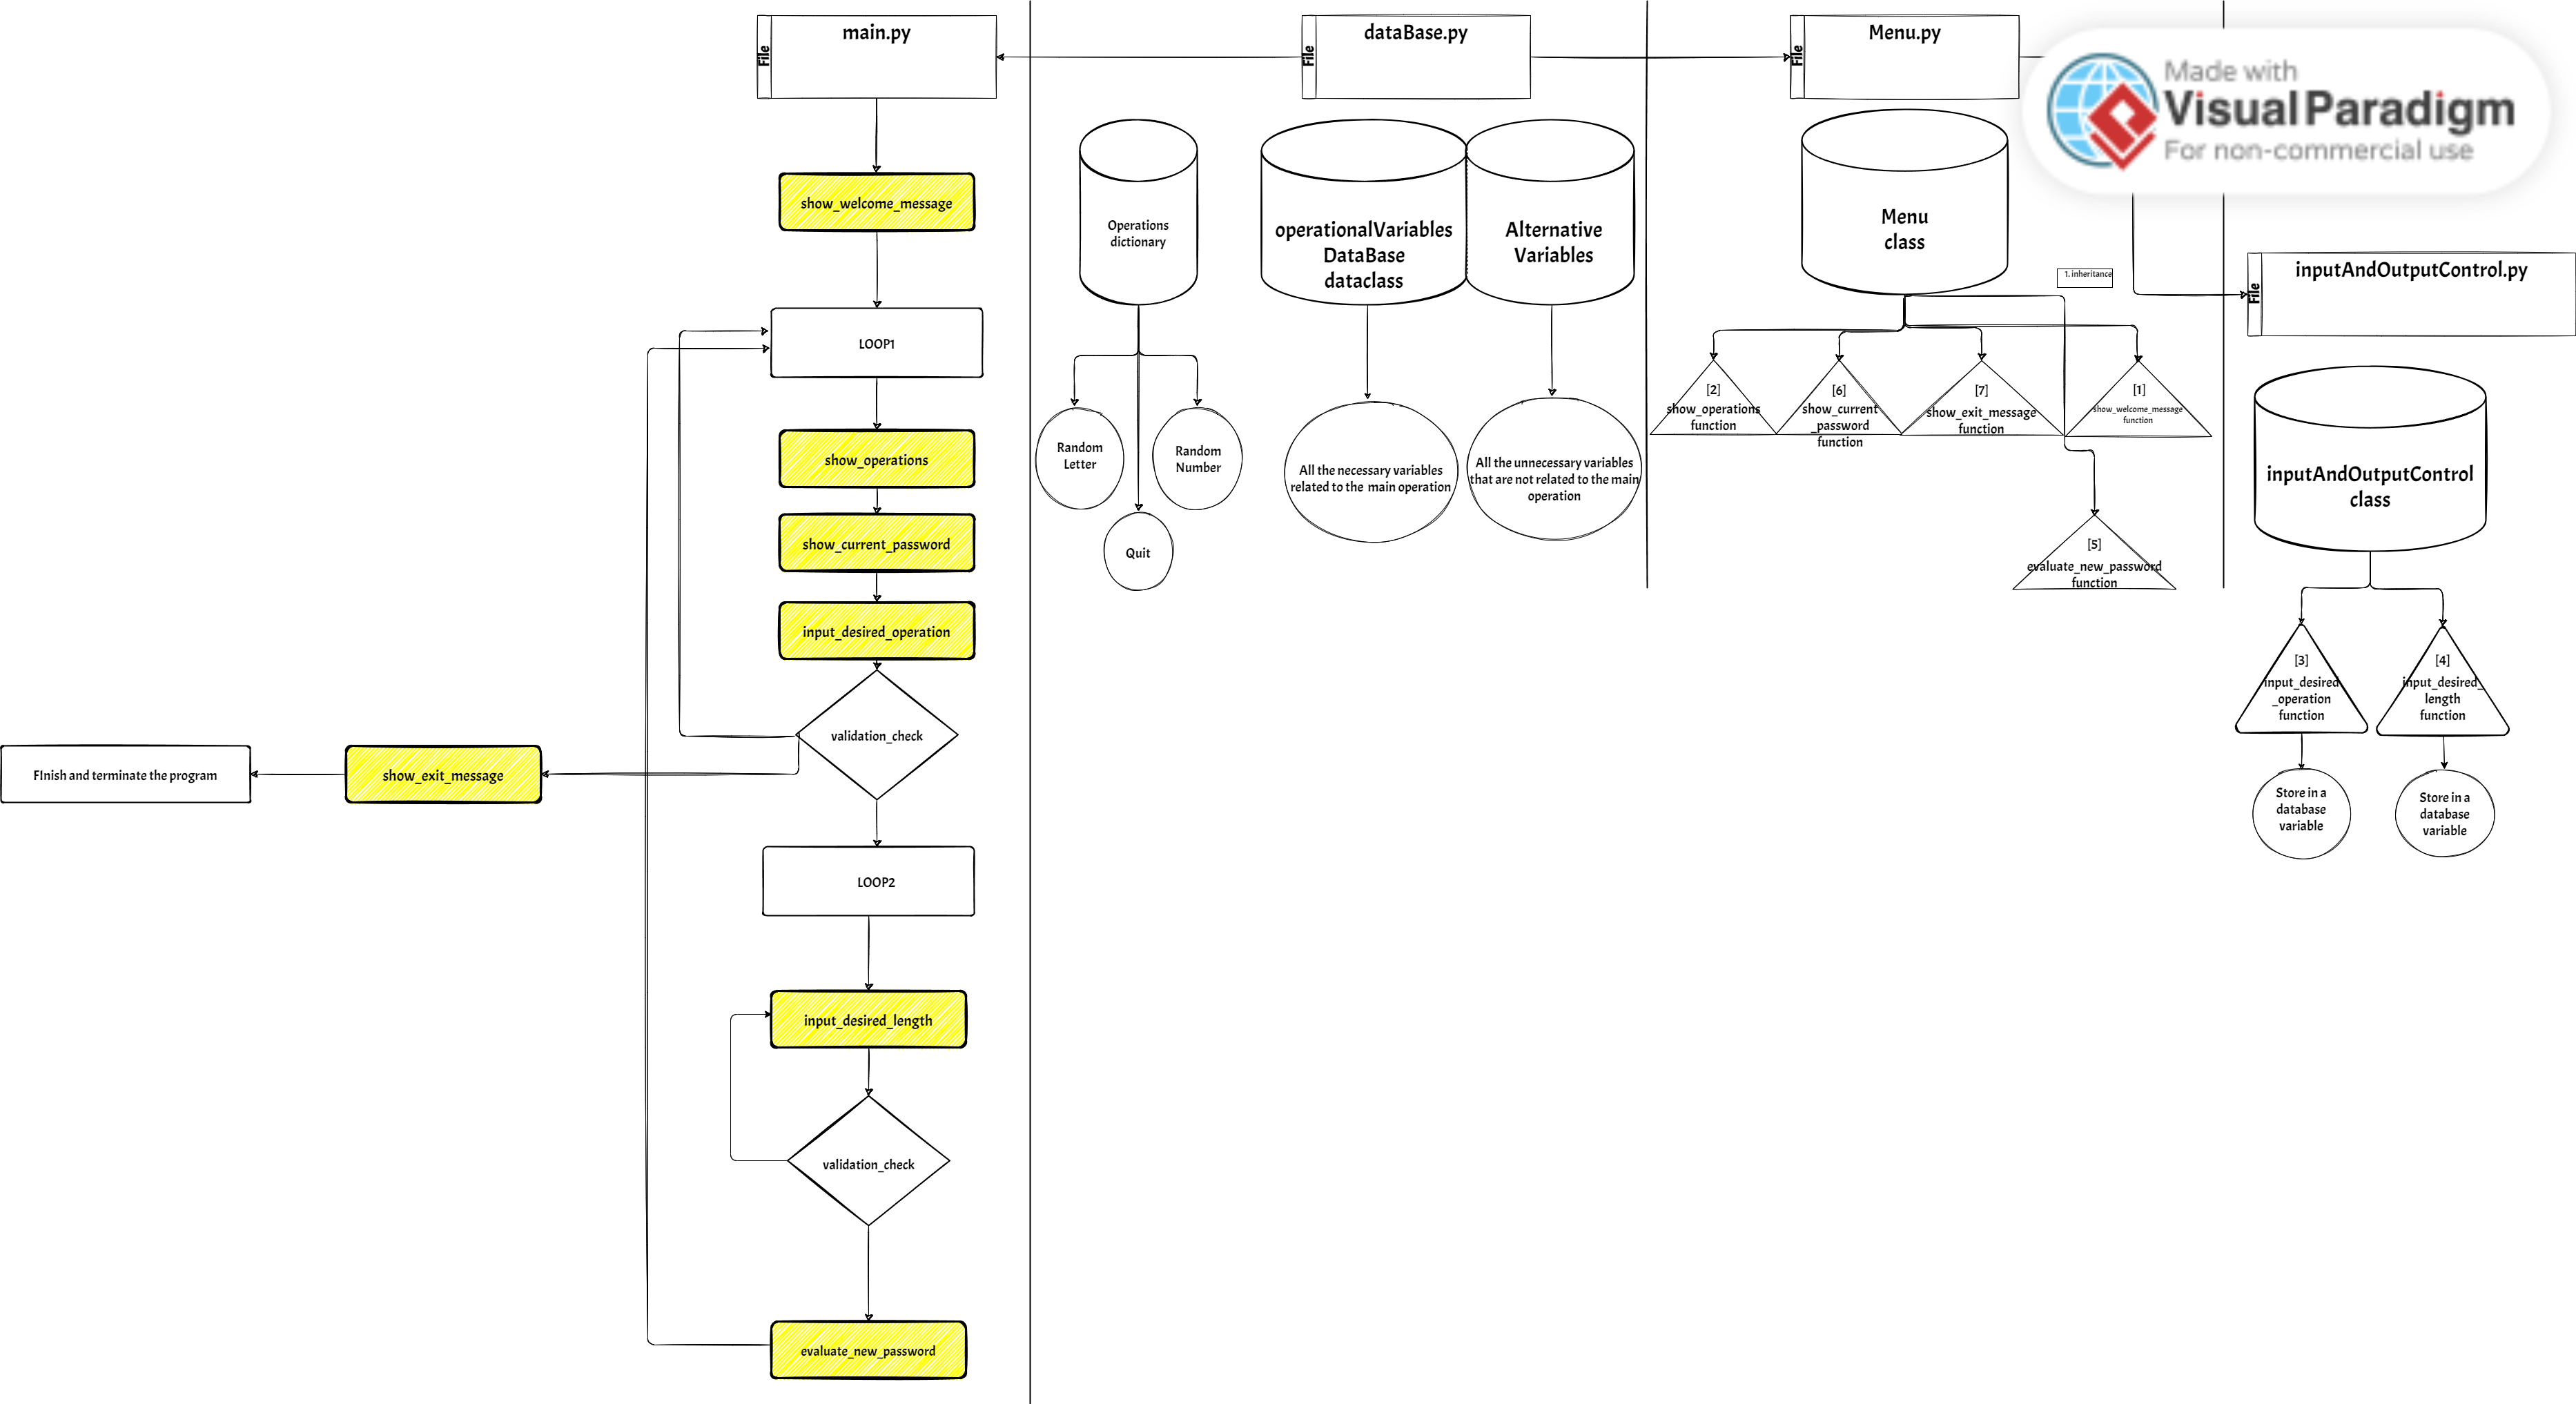 File
main.py
show_welcome_message
LOOP1
show_operations
show_current_password
input_desired_operation
validation_check
show_exit_message
FInish and terminate the program
LOOP2
input_desired_length
validation_check
evaluate_new_password
File
dataBase.py
Operations
dictionary
Random
Letter
Random
Number
Quit
operationalVariables
DataBase
dataclass
All the necessary variables
related to the main operation
Alternative
Variables
All the unnecessary variables
that are not related to the main
operation
File
Menu.py
Menu
class
1. inheritance
[2]
show_operations
function
[6]
show_current
_password
function
[7]
show_exit_message
function
[1]
show_welcome_message
function
[5]
evaluate_new_password
function
Made with
Visual Paradigm
For non-commercial use
File
inputAndOutputControl.py
inputAndOutputControl
class
[3]
input_desired
_operation
function
[4]
input_desired_
length
function
Store in a
database
variable
Store in a
database
variable